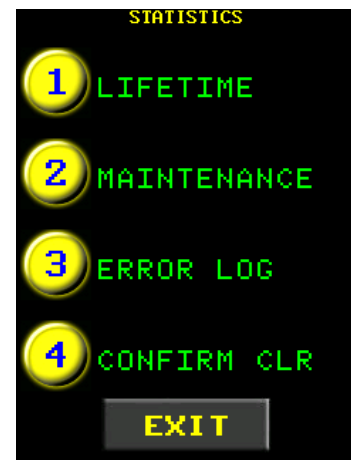 STATISTICS
1 LIFETIME
2 MAINTENANCE
3 ERROR LOG
4 CONFIRM CLR
EXIT